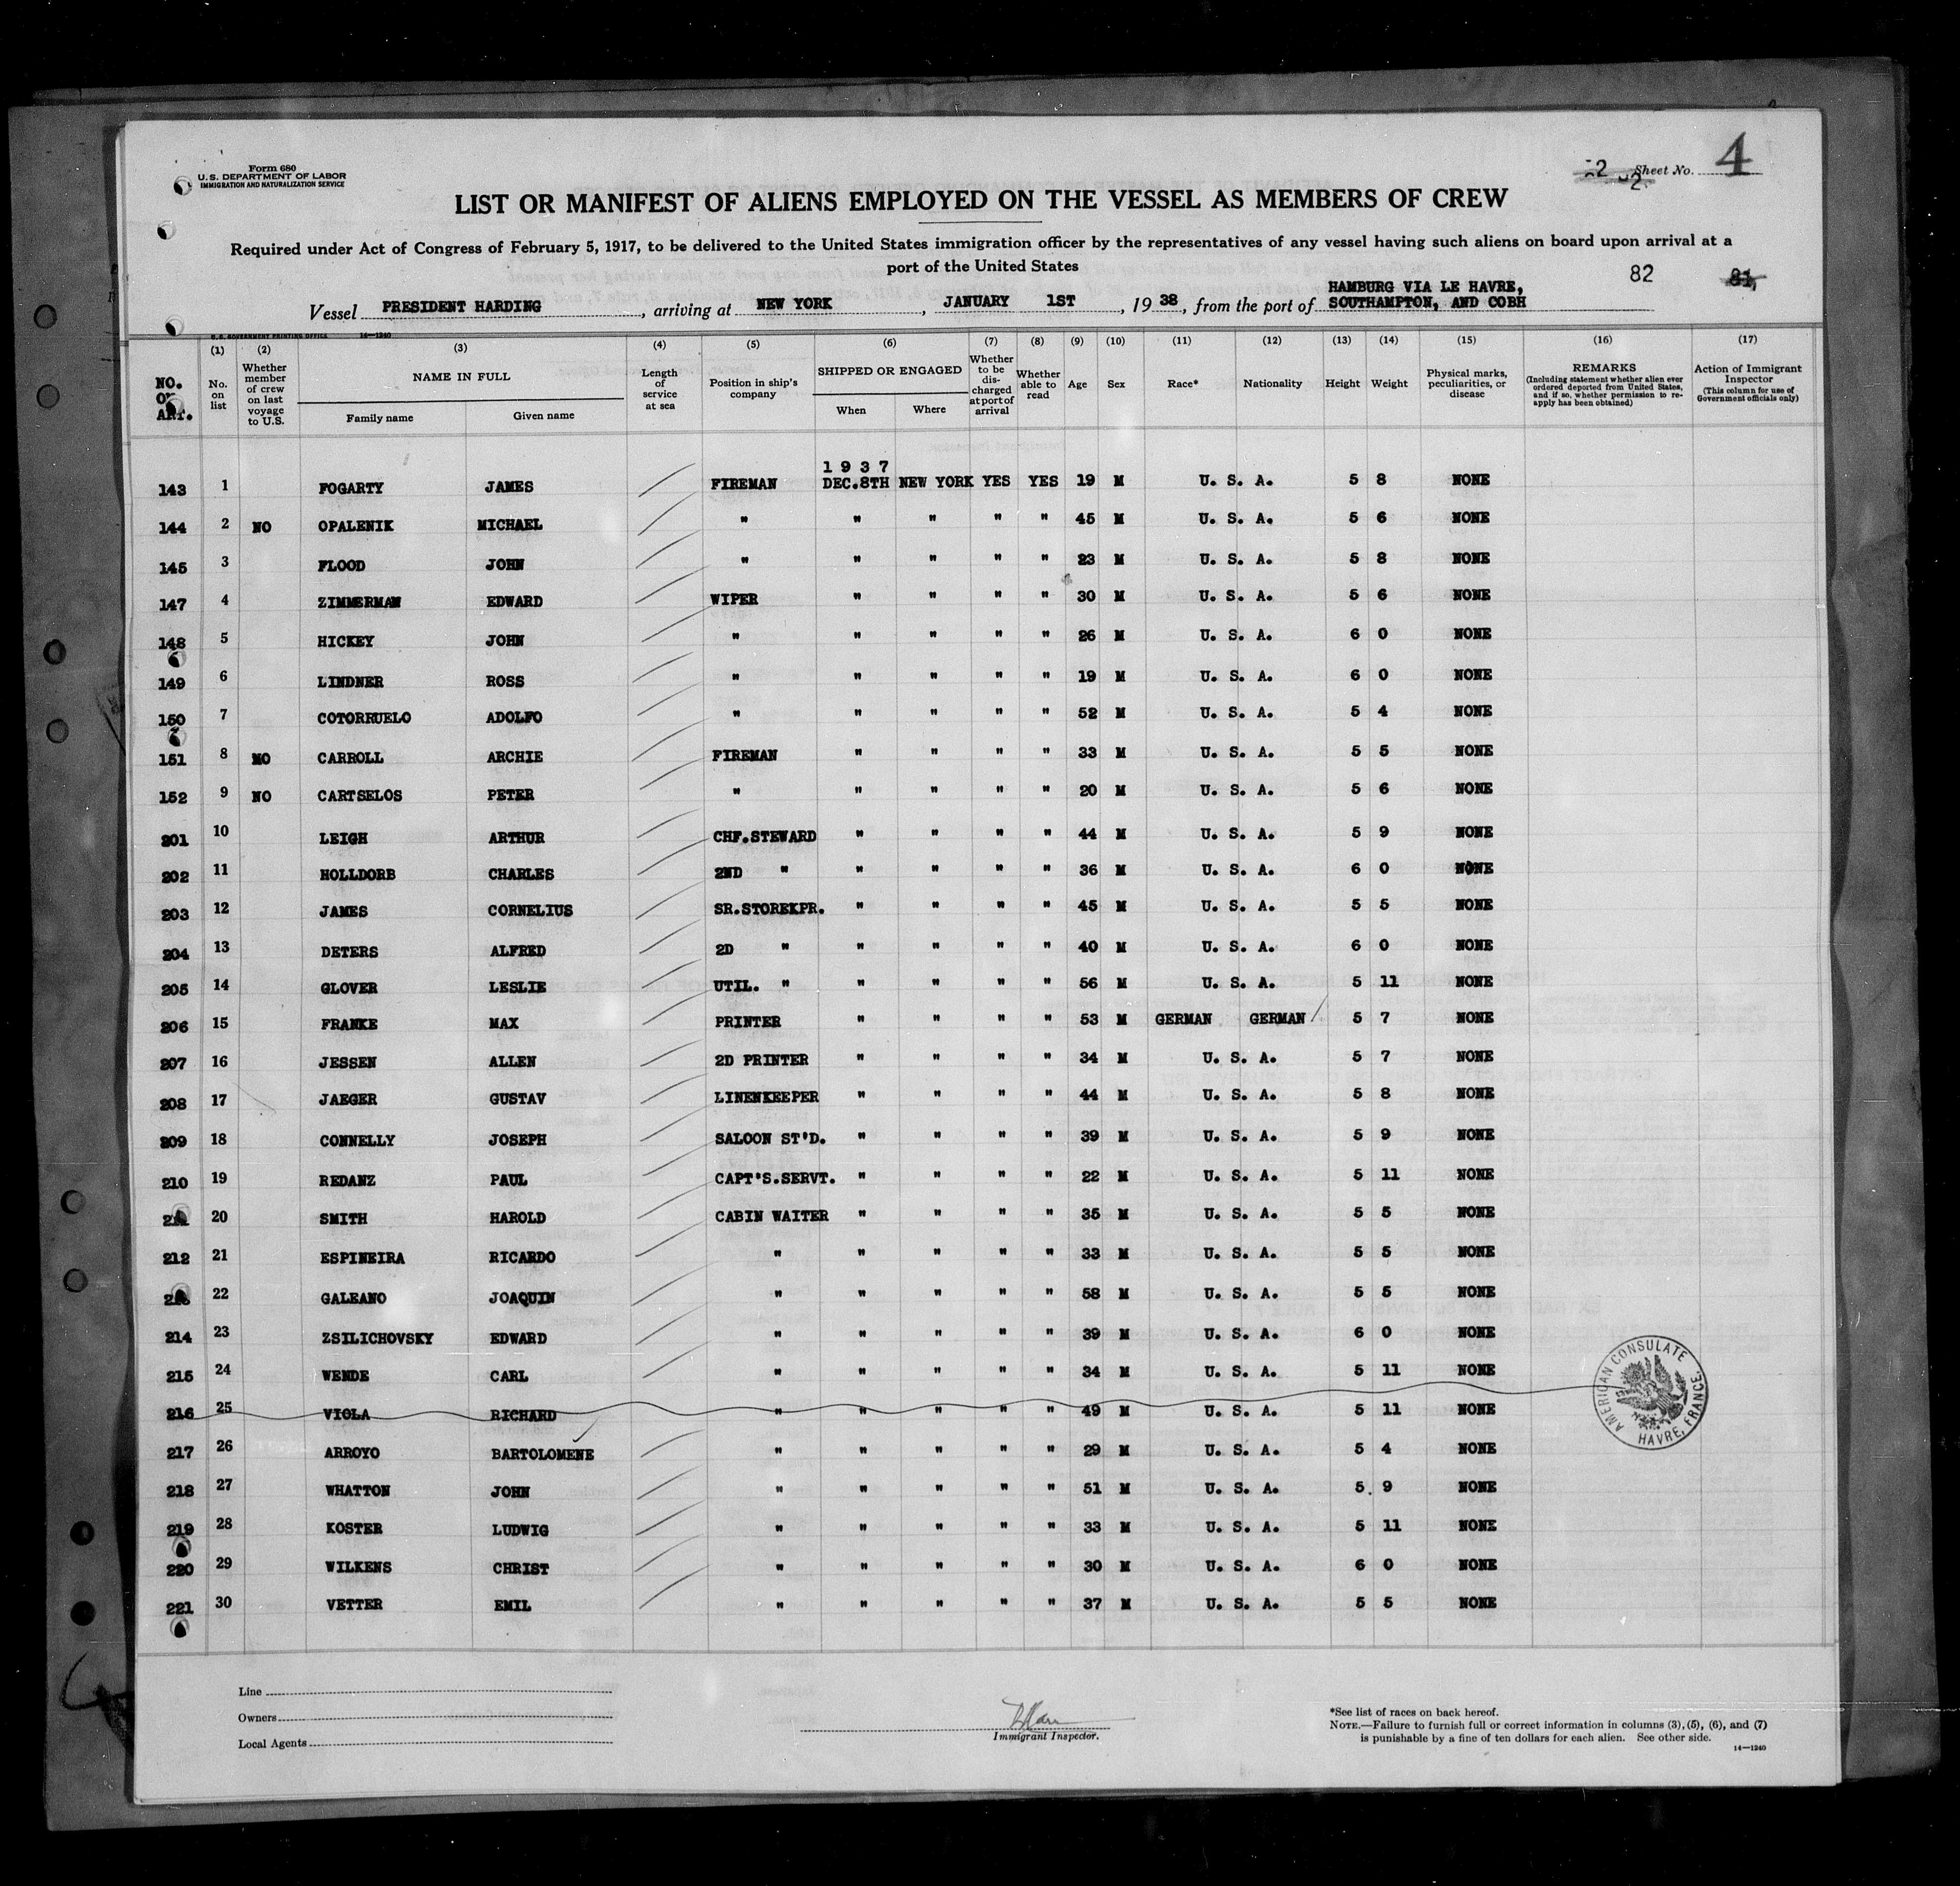 Form 680
U. S. DEPARTMENT OF LABOR
IMMIGRATION AND NATURALIZATION SERVICE
Sheet No. 4
LIST OR MANIFEST OF ALIENS EMPLOYED ON THE VESSEL AS MEMBERS OF CREW
Required under Act of Congress of February 5, 1917, to be delivered to the United States immigration officer by the representatives of any vessel having such aliens on board upon arrival at a
port of the United States
82 81,
HAMBURG VIA LE HAVRE,
Vessel PRESIDENT HARDING, arriving at NEW YORK, JANUARY 1ST, 1938, from the port of SOUTHAMPTON, AND COBH
U. S. GOVERNMENT PRINTING OFFICE 14—1240
(1) (2) (3) (4) (5) (6) (7) (8) (9) (10) (11) (12) (13) (14) (15) (16) (17)
NO. OF ART. No. on list Whether member of crew on last voyage to U.S. NAME IN FULL Family name Given name Length of service at sea Position in ship's company SHIPPED OR ENGAGED When Where Whether to be discharged at port of arrival Whether able to read Age Sex Race* Nationality Height Weight Physical marks, peculiarities, or disease REMARKS (Including statement whether alien ever ordered deported from United States, and if so, whether permission to reapply has been obtained) Action of Immigrant Inspector (This column for use of Government officials only)
1937
143 1 FOGARTY JAMES FIREMAN DEC.8TH NEW YORK YES YES 19 M U. S. A. 5 8 NONE
144 2 NO OPALENIK MICHAEL " " " " " 45 M U. S. A. 5 6 NONE
145 3 FLOOD JOHN " " " " " 23 M U. S. A. 5 8 NONE
147 4 ZIMMERMAN EDWARD WIPER " " " " 30 M U. S. A. 5 6 NONE
148 5 HICKEY JOHN " " " " " 26 M U. S. A. 6 0 NONE
149 6 LINDNER ROSS " " " " " 19 M U. S. A. 6 0 NONE
150 7 COTORRUELO ADOLFO " " " " " 52 M U. S. A. 5 4 NONE
151 8 NO CARROLL ARCHIE FIREMAN " " " " 33 M U. S. A. 5 5 NONE
152 9 NO CARTSELOS PETER " " " " " 20 M U. S. A. 5 6 NONE
201 10 LEIGH ARTHUR CHF.STEWARD " " " " 44 M U. S. A. 5 9 NONE
202 11 HOLLDORB CHARLES 2ND " " " " " 36 M U. S. A. 6 0 NONE
203 12 JAMES CORNELIUS SR.STOREKPR. " " " " 45 M U. S. A. 5 5 NONE
204 13 DETERS ALFRED 2D " " " " " 40 M U. S. A. 6 0 NONE
205 14 GLOVER LESLIE UTIL. " " " " " 56 M U. S. A. 5 11 NONE
206 15 FRANKE MAX PRINTER " " " " 53 M GERMAN GERMAN 5 7 NONE
207 16 JESSEN ALLEN 2D PRINTER " " " " 34 M U. S. A. 5 7 NONE
208 17 JAEGER GUSTAV LINENKEEPER " " " " 44 M U. S. A. 5 8 NONE
209 18 CONNELLY JOSEPH SALOON ST'D. " " " " 39 M U. S. A. 5 9 NONE
210 19 REDANZ PAUL CAPT'S.SERVT. " " " " 22 M U. S. A. 5 11 NONE
20 SMITH HAROLD CABIN WAITER " " " " 35 M U. S. A. 5 5 NONE
212 21 ESPINEIRA RICARDO " " " " " 33 M U. S. A. 5 5 NONE
22 GALEANO JOAQUIN " " " " " 58 M U. S. A. 5 5 NONE
214 23 ZSILICHOVSKY EDWARD " " " " " 39 M U. S. A. 6 0 NONE
215 24 WENDE CARL " " " " " 34 M U. S. A. 5 11 NONE
216 25 VIOLA RICHARD " " " " " 49 M U. S. A. 5 11 NONE
217 26 ARROYO BARTOLOMENE " " " " " 29 M U. S. A. 5 4 NONE
218 27 WHATTON JOHN " " " " " 51 M U. S. A. 5 9 NONE
219 28 KOSTER LUDWIG " " " " " 33 M U. S. A. 5 11 NONE
220 29 WILKENS CHRIST " " " " " 30 M U. S. A. 6 0 NONE
221 30 VETTER EMIL " " " " " 37 M U. S. A. 5 5 NONE
AMERICAN CONSULATE
HAVRE, FRANCE.
Line
Owners
Local Agents
Immigrant Inspector.
*See list of races on back hereof.
NOTE.—Failure to furnish full or correct information in columns (3), (5), (6), and (7)
is punishable by a fine of ten dollars for each alien. See other side.
14—1240